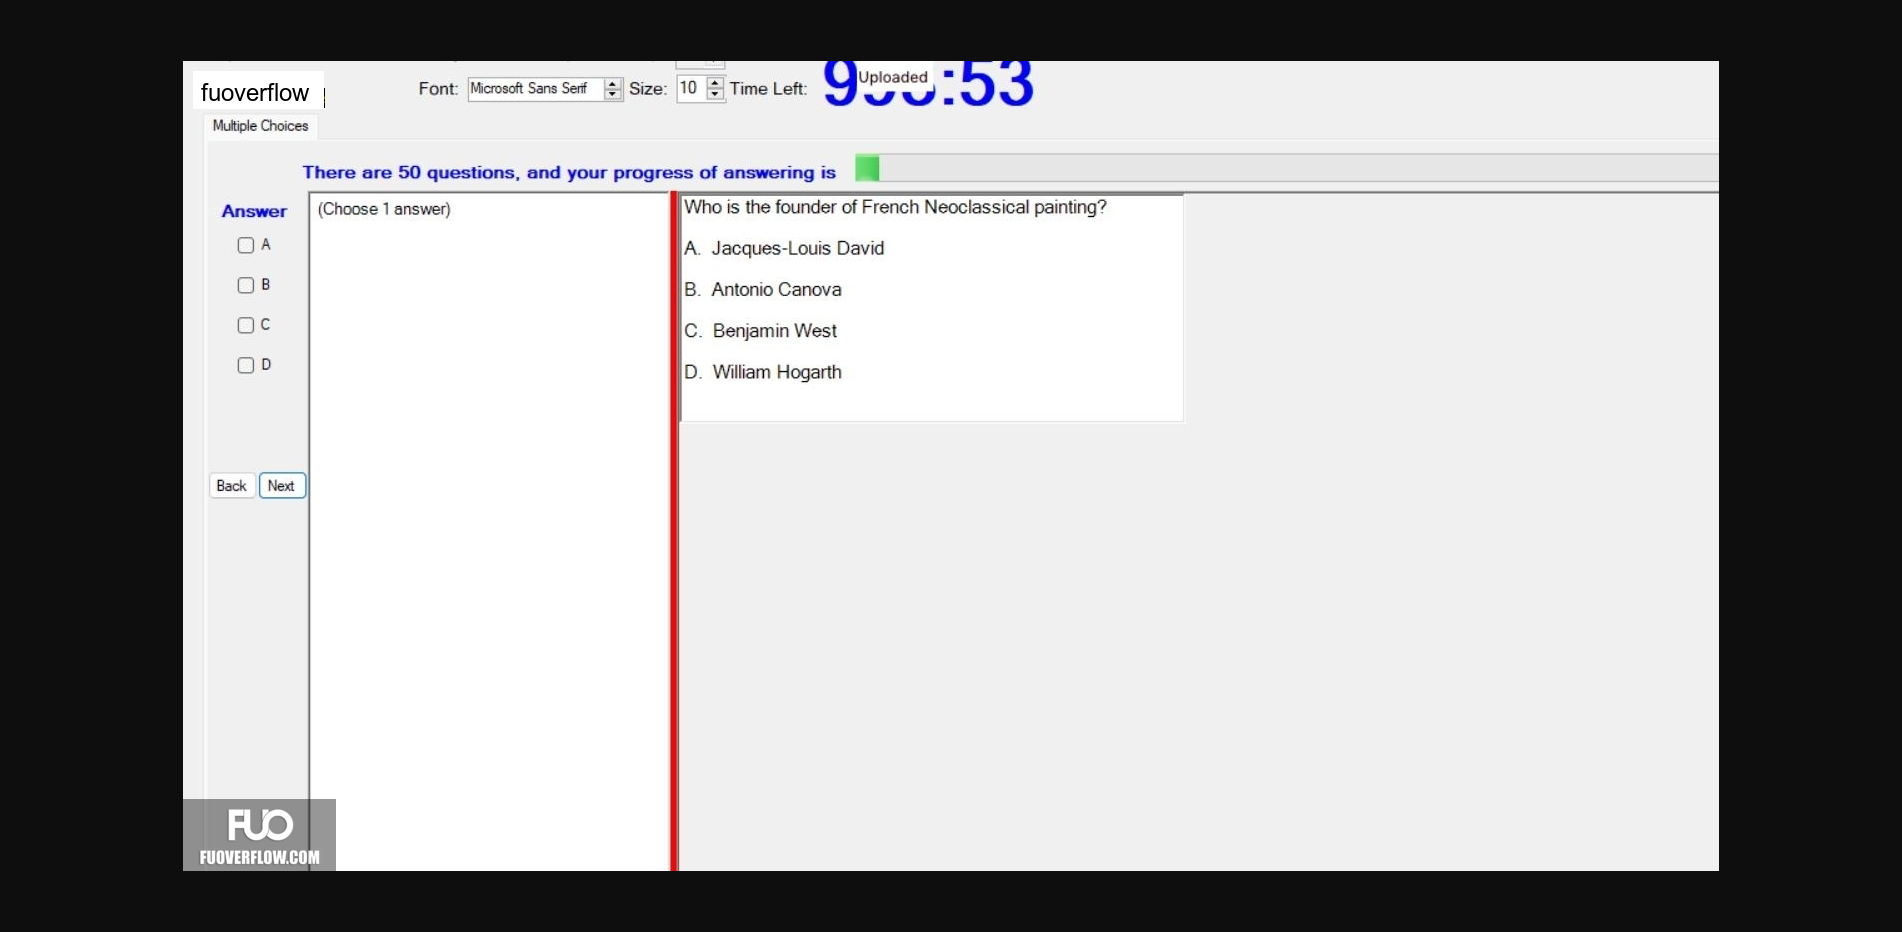 fuoverflow
Font: Microsoft Sans Serif Size: 10 Time Left: :53
Uploaded
Multiple Choices
There are 50 questions, and your progress of answering is
Answer
(Choose 1 answer)
A
B
C
D
Who is the founder of French Neoclassical painting?
A. Jacques-Louis David
B. Antonio Canova
C. Benjamin West
D. William Hogarth
Back Next
FUO
FUOVERFLOW.COM